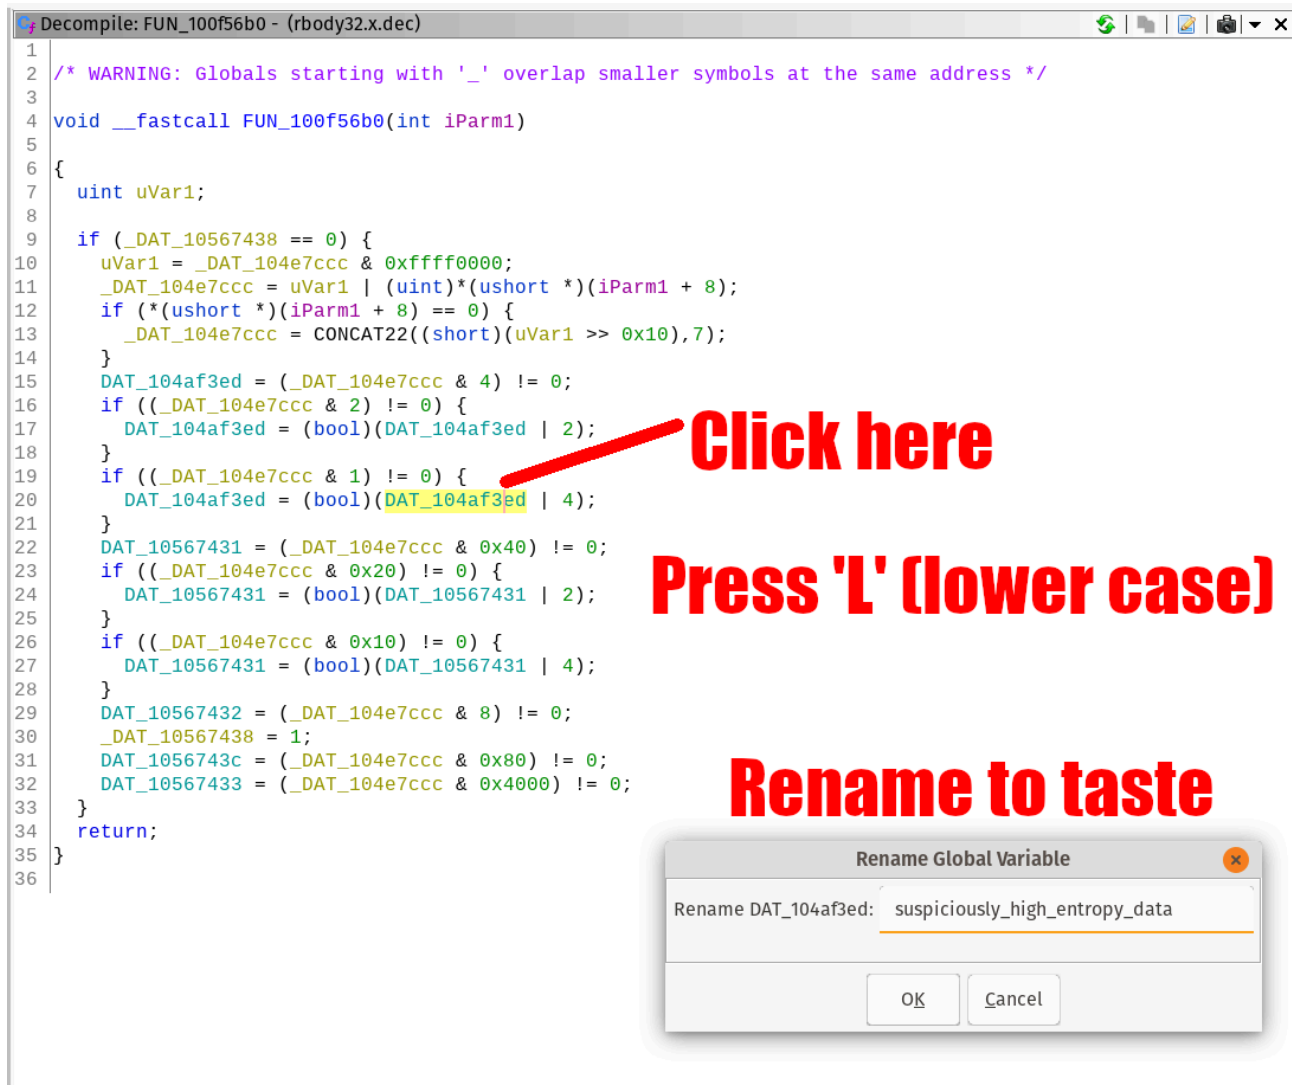 Decompile: FUN_100f56b0 - (rbody32.x.dec)
1
2 /* WARNING: Globals starting with '_' overlap smaller symbols at the same address */
3
4 void __fastcall FUN_100f56b0(int iParm1)
5
6 {
7   uint uVar1;
8
9   if (_DAT_10567438 == 0) {
10     uVar1 = _DAT_104e7ccc & 0xffff0000;
11     _DAT_104e7ccc = uVar1 | (uint)*(ushort *)(iParm1 + 8);
12     if (*(ushort *)(iParm1 + 8) == 0) {
13       _DAT_104e7ccc = CONCAT22((short)(uVar1 >> 0x10),7);
14     }
15     DAT_104af3ed = (_DAT_104e7ccc & 4) != 0;
16     if ((_DAT_104e7ccc & 2) != 0) {
17       DAT_104af3ed = (bool)(DAT_104af3ed | 2);
18     }
19     if ((_DAT_104e7ccc & 1) != 0) {
20       DAT_104af3ed = (bool)(DAT_104af3ed | 4);
21     }
22     DAT_10567431 = (_DAT_104e7ccc & 0x40) != 0;
23     if ((_DAT_104e7ccc & 0x20) != 0) {
24       DAT_10567431 = (bool)(DAT_10567431 | 2);
25     }
26     if ((_DAT_104e7ccc & 0x10) != 0) {
27       DAT_10567431 = (bool)(DAT_10567431 | 4);
28     }
29     DAT_10567432 = (_DAT_104e7ccc & 8) != 0;
30     _DAT_10567438 = 1;
31     DAT_1056743c = (_DAT_104e7ccc & 0x80) != 0;
32     DAT_10567433 = (_DAT_104e7ccc & 0x4000) != 0;
33   }
34   return;
35 }
36
Click here
Press 'L' (lower case)
Rename to taste
Rename Global Variable
Rename DAT_104af3ed: suspiciously_high_entropy_data
OK Cancel